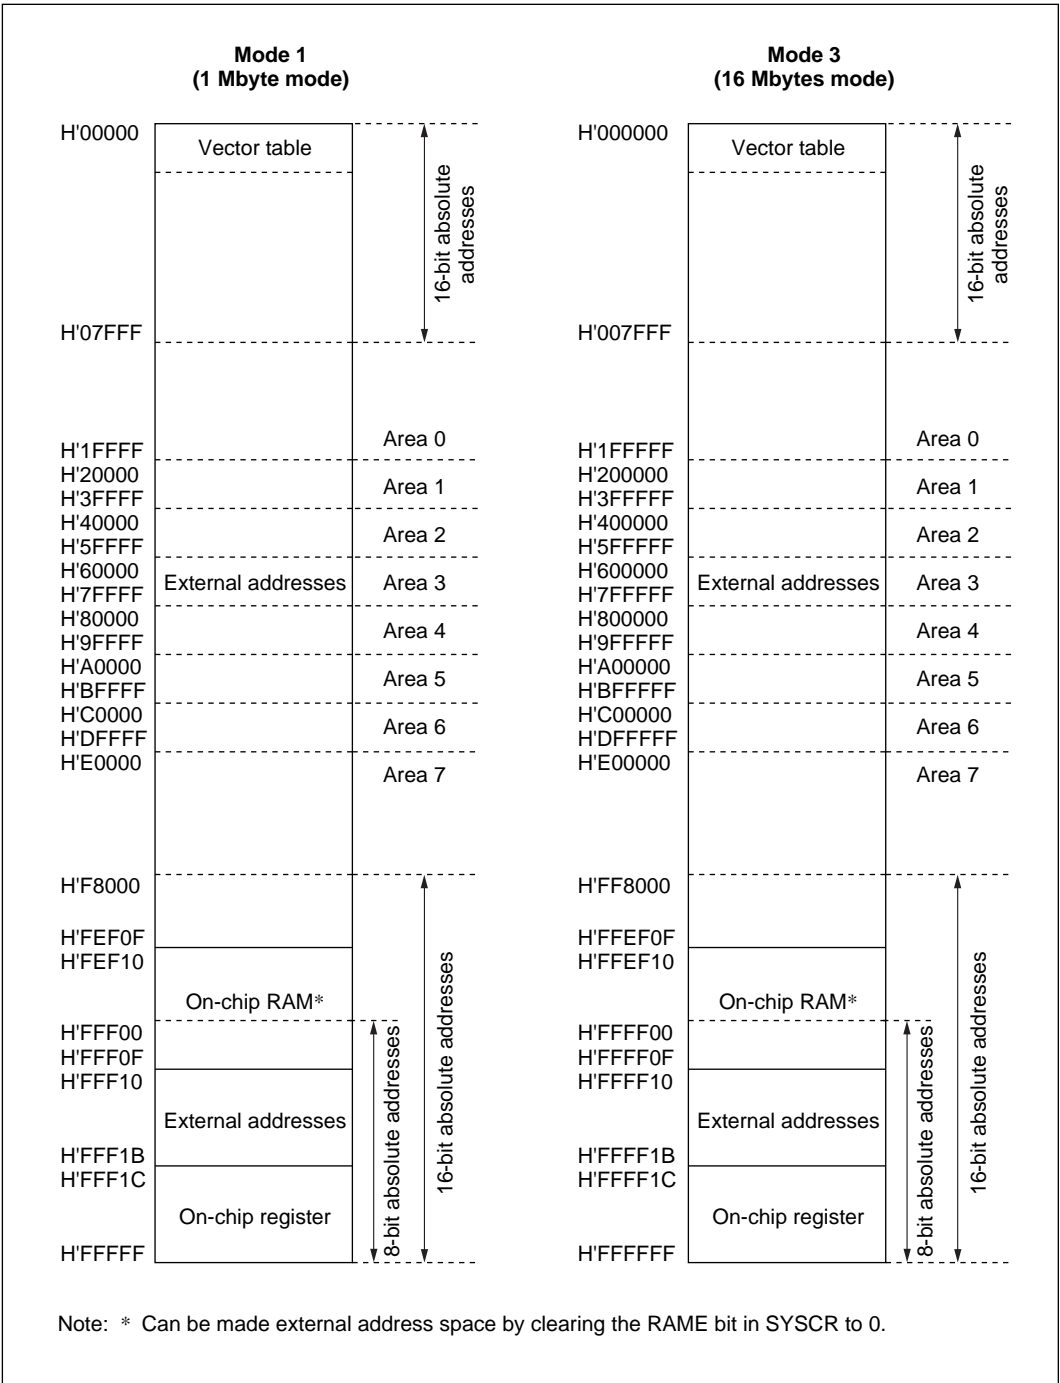 Mode 1
(1 Mbyte mode)
H'00000
Vector table
16-bit absolute
addresses
H'07FFF
Area 0
H'1FFFF
H'20000
Area 1
H'3FFFF
H'40000
Area 2
H'5FFFF
H'60000
External addresses
Area 3
H'7FFFF
H'80000
Area 4
H'9FFFF
H'A0000
Area 5
H'BFFFF
H'C0000
Area 6
H'DFFFF
H'E0000
Area 7
H'F8000
H'FEF0F
H'FEF10
On-chip RAM*
H'FFF00
H'FFF0F
H'FFF10
External addresses
H'FFF1B
H'FFF1C
On-chip register
H'FFFFF
8-bit absolute addresses
16-bit absolute addresses
Mode 3
(16 Mbytes mode)
H'000000
Vector table
16-bit absolute
addresses
H'007FFF
Area 0
H'1FFFFF
H'200000
Area 1
H'3FFFFF
H'400000
Area 2
H'5FFFFF
H'600000
External addresses
Area 3
H'7FFFFF
H'800000
Area 4
H'9FFFFF
H'A00000
Area 5
H'BFFFFF
H'C00000
Area 6
H'DFFFFF
H'E00000
Area 7
H'FF8000
H'FFEF0F
H'FFEF10
On-chip RAM*
H'FFFF00
H'FFFF0F
H'FFFF10
External addresses
H'FFFF1B
H'FFFF1C
On-chip register
H'FFFFFF
8-bit absolute addresses
16-bit absolute addresses
Note: * Can be made external address space by clearing the RAME bit in SYSCR to 0.